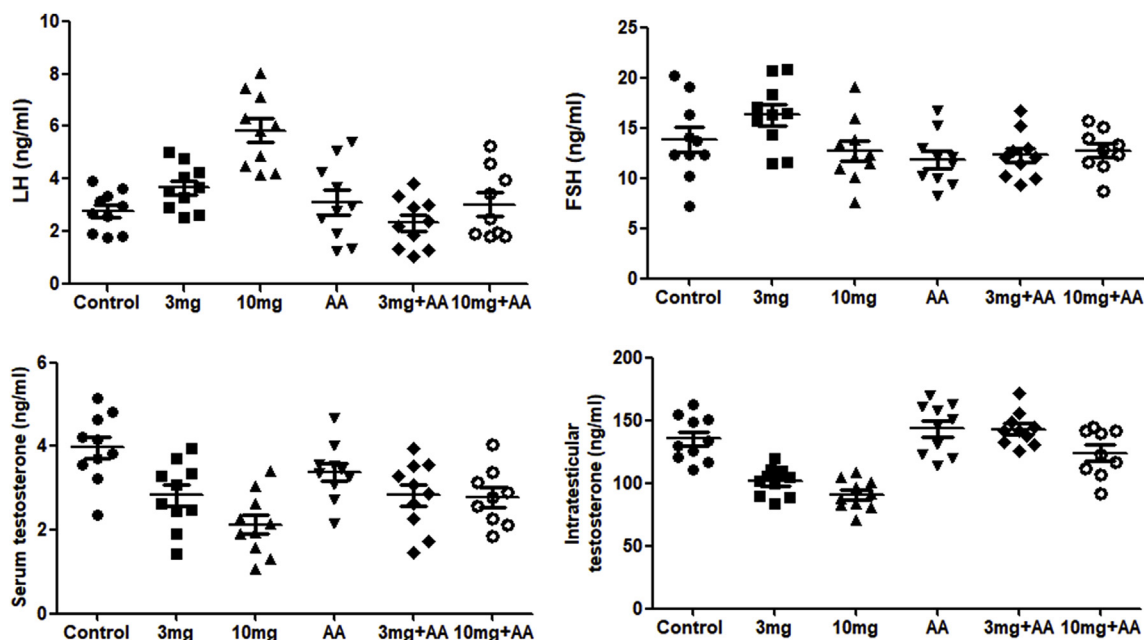 LH (ng/ml)
10
8
6
4
2
0
Control 3mg 10mg AA 3mg+AA 10mg+AA
FSH (ng/ml)
25
20
15
10
5
0
Control 3mg 10mg AA 3mg+AA 10mg+AA
Serum testosterone (ng/ml)
6
4
2
0
Control 3mg 10mg AA 3mg+AA 10mg+AA
Intratesticular
testosterone (ng/ml)
200
150
100
50
0
Control 3mg 10mg AA 3mg+AA 10mg+AA